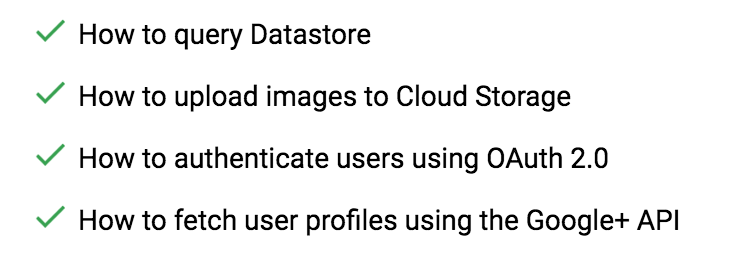 How to query Datastore
How to upload images to Cloud Storage
How to authenticate users using OAuth 2.0
How to fetch user profiles using the Google+ API